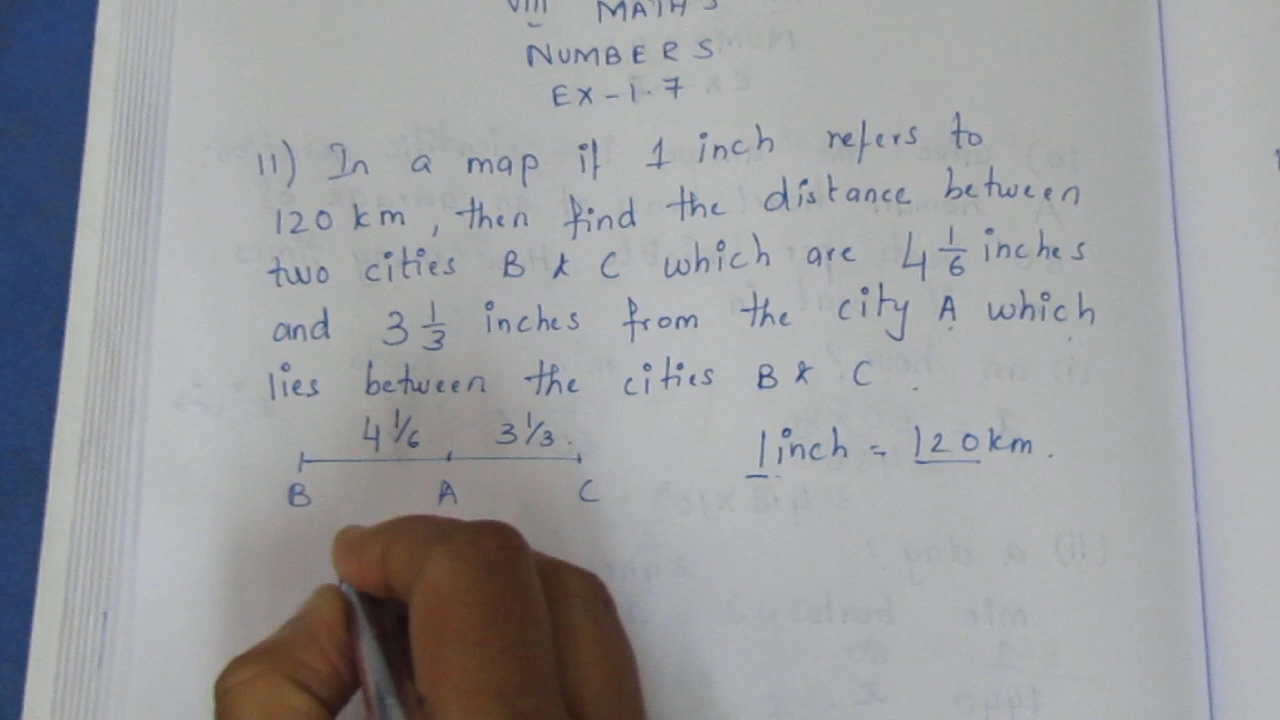 VIII MATHS
NUMBERS
EX-1.7
11) In a map if 1 inch refers to
120 km, then find the distance between
two cities B & C which are 4 1/6 inches
and 3 1/3 inches from the city A which
lies between the cities B & C.
4 1/6 3 1/3.
B A C
1 inch = 120 km.